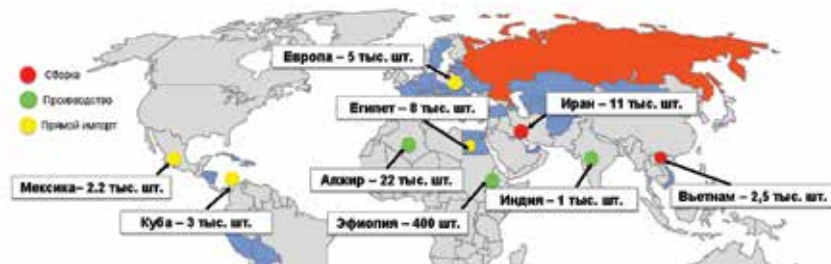 Европа – 5 тыс. шт.
Сборка
Производство
Прямой импорт
Египет – 8 тыс. шт.
Иран – 11 тыс. шт.
Мексика– 2.2 тыс. шт.
Алжир – 22 тыс. шт.
Индия – 1 тыс. шт.
Вьетнам – 2,5 тыс. шт.
Куба – 3 тыс. шт.
Эфиопия – 400 шт.